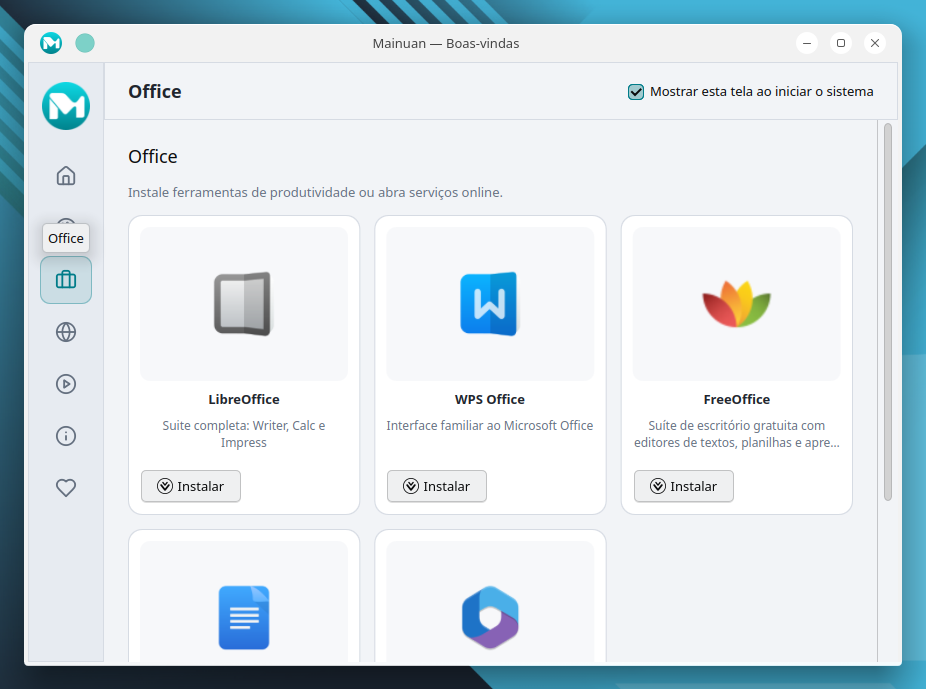 Mainuan — Boas-vindas
Office
Mostrar esta tela ao iniciar o sistema
Office
Office
Instale ferramentas de produtividade ou abra serviços online.
LibreOffice
Suite completa: Writer, Calc e
Impress
Instalar
WPS Office
Interface familiar ao Microsoft Office
Instalar
FreeOffice
Suíte de escritório gratuita com
editores de textos, planilhas e apre...
Instalar